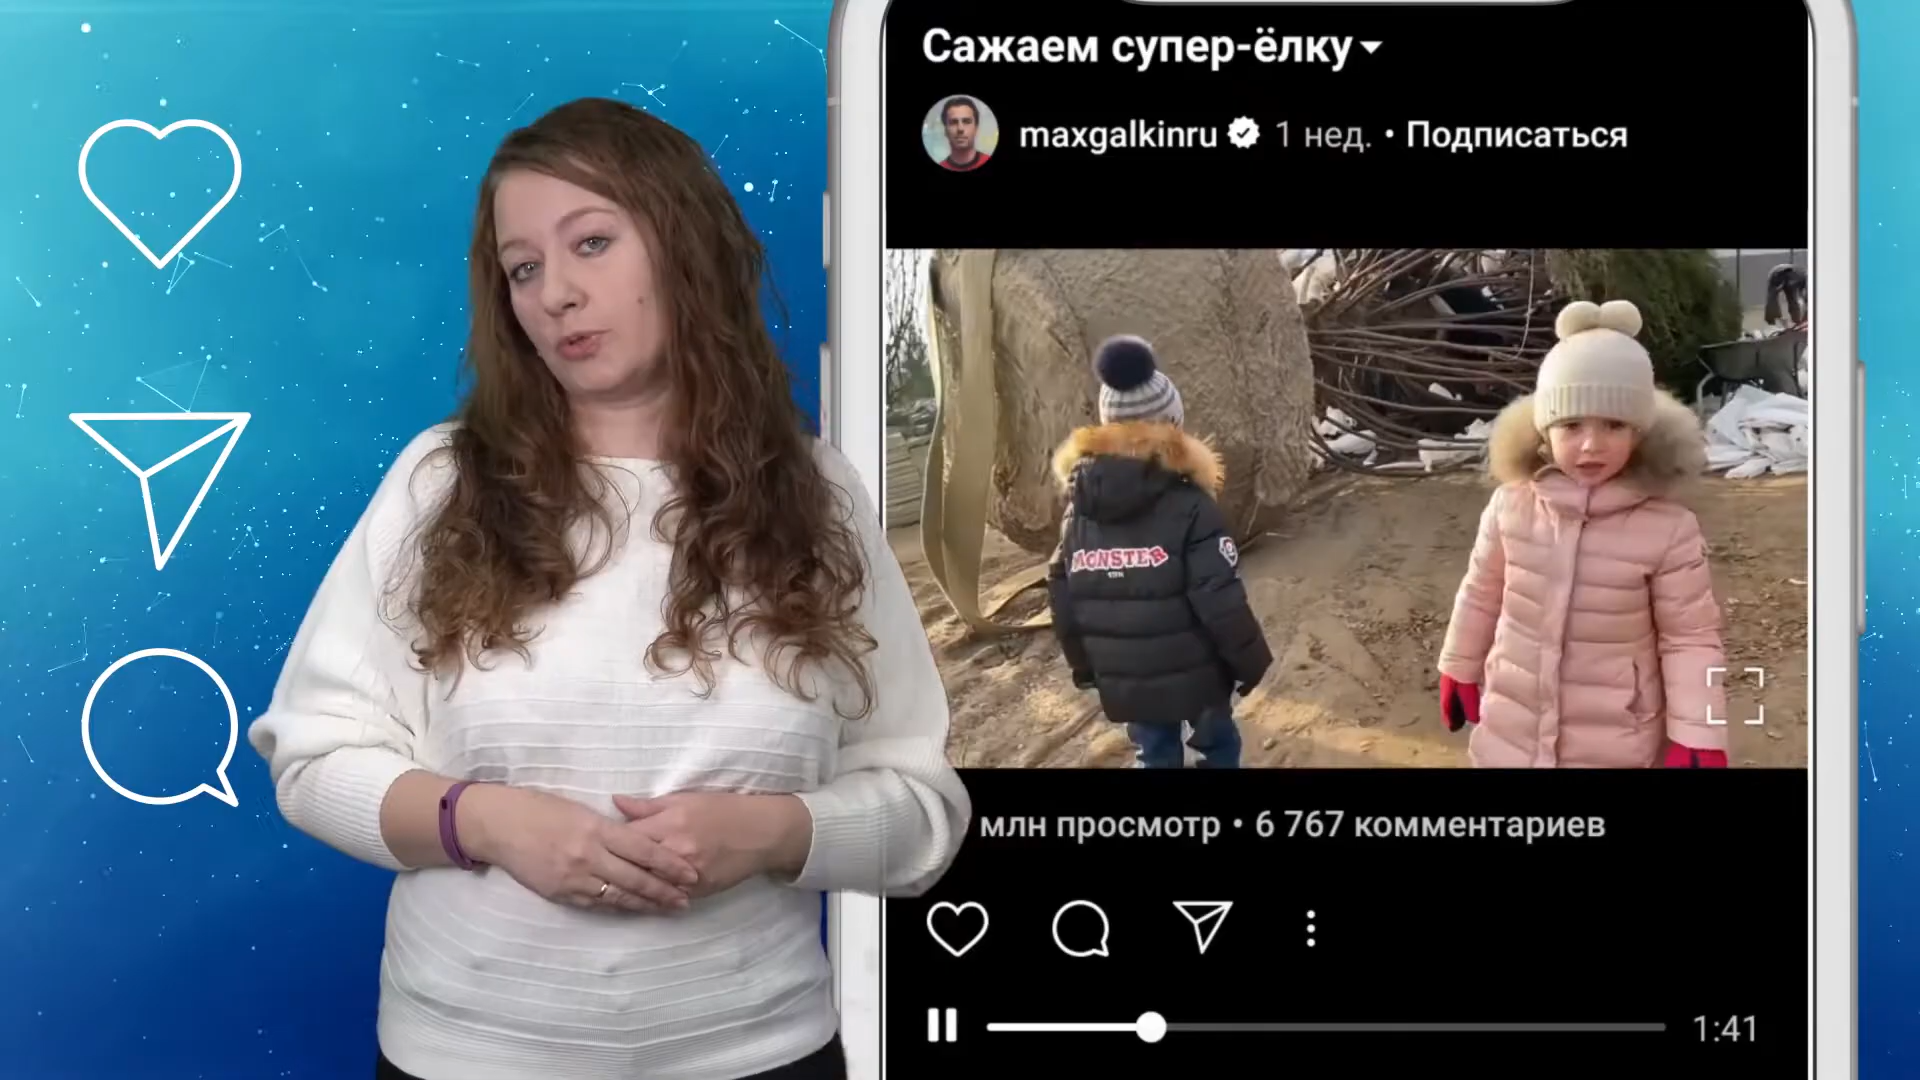 Сажаем супер-ёлку
maxgalkinru 1 нед. • Подписаться
MONSTER
млн просмотр • 6 767 комментариев
1:41